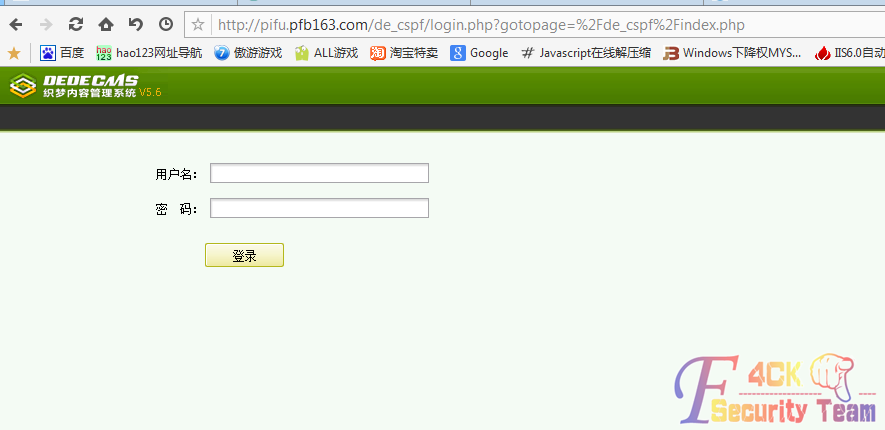 http://pifu.pfb163.com/de_cspf/login.php?gotopage=%2Fde_cspf%2Findex.php
百度 hao123网址导航 傲游游戏 ALL游戏 淘宝特卖 Google Javascript在线解压缩 Windows下降权MYS... IIS6.0自动
DEDECMS
织梦内容管理系统 V5.6
用户名：
密 码：
登录
F4CK
Security Team